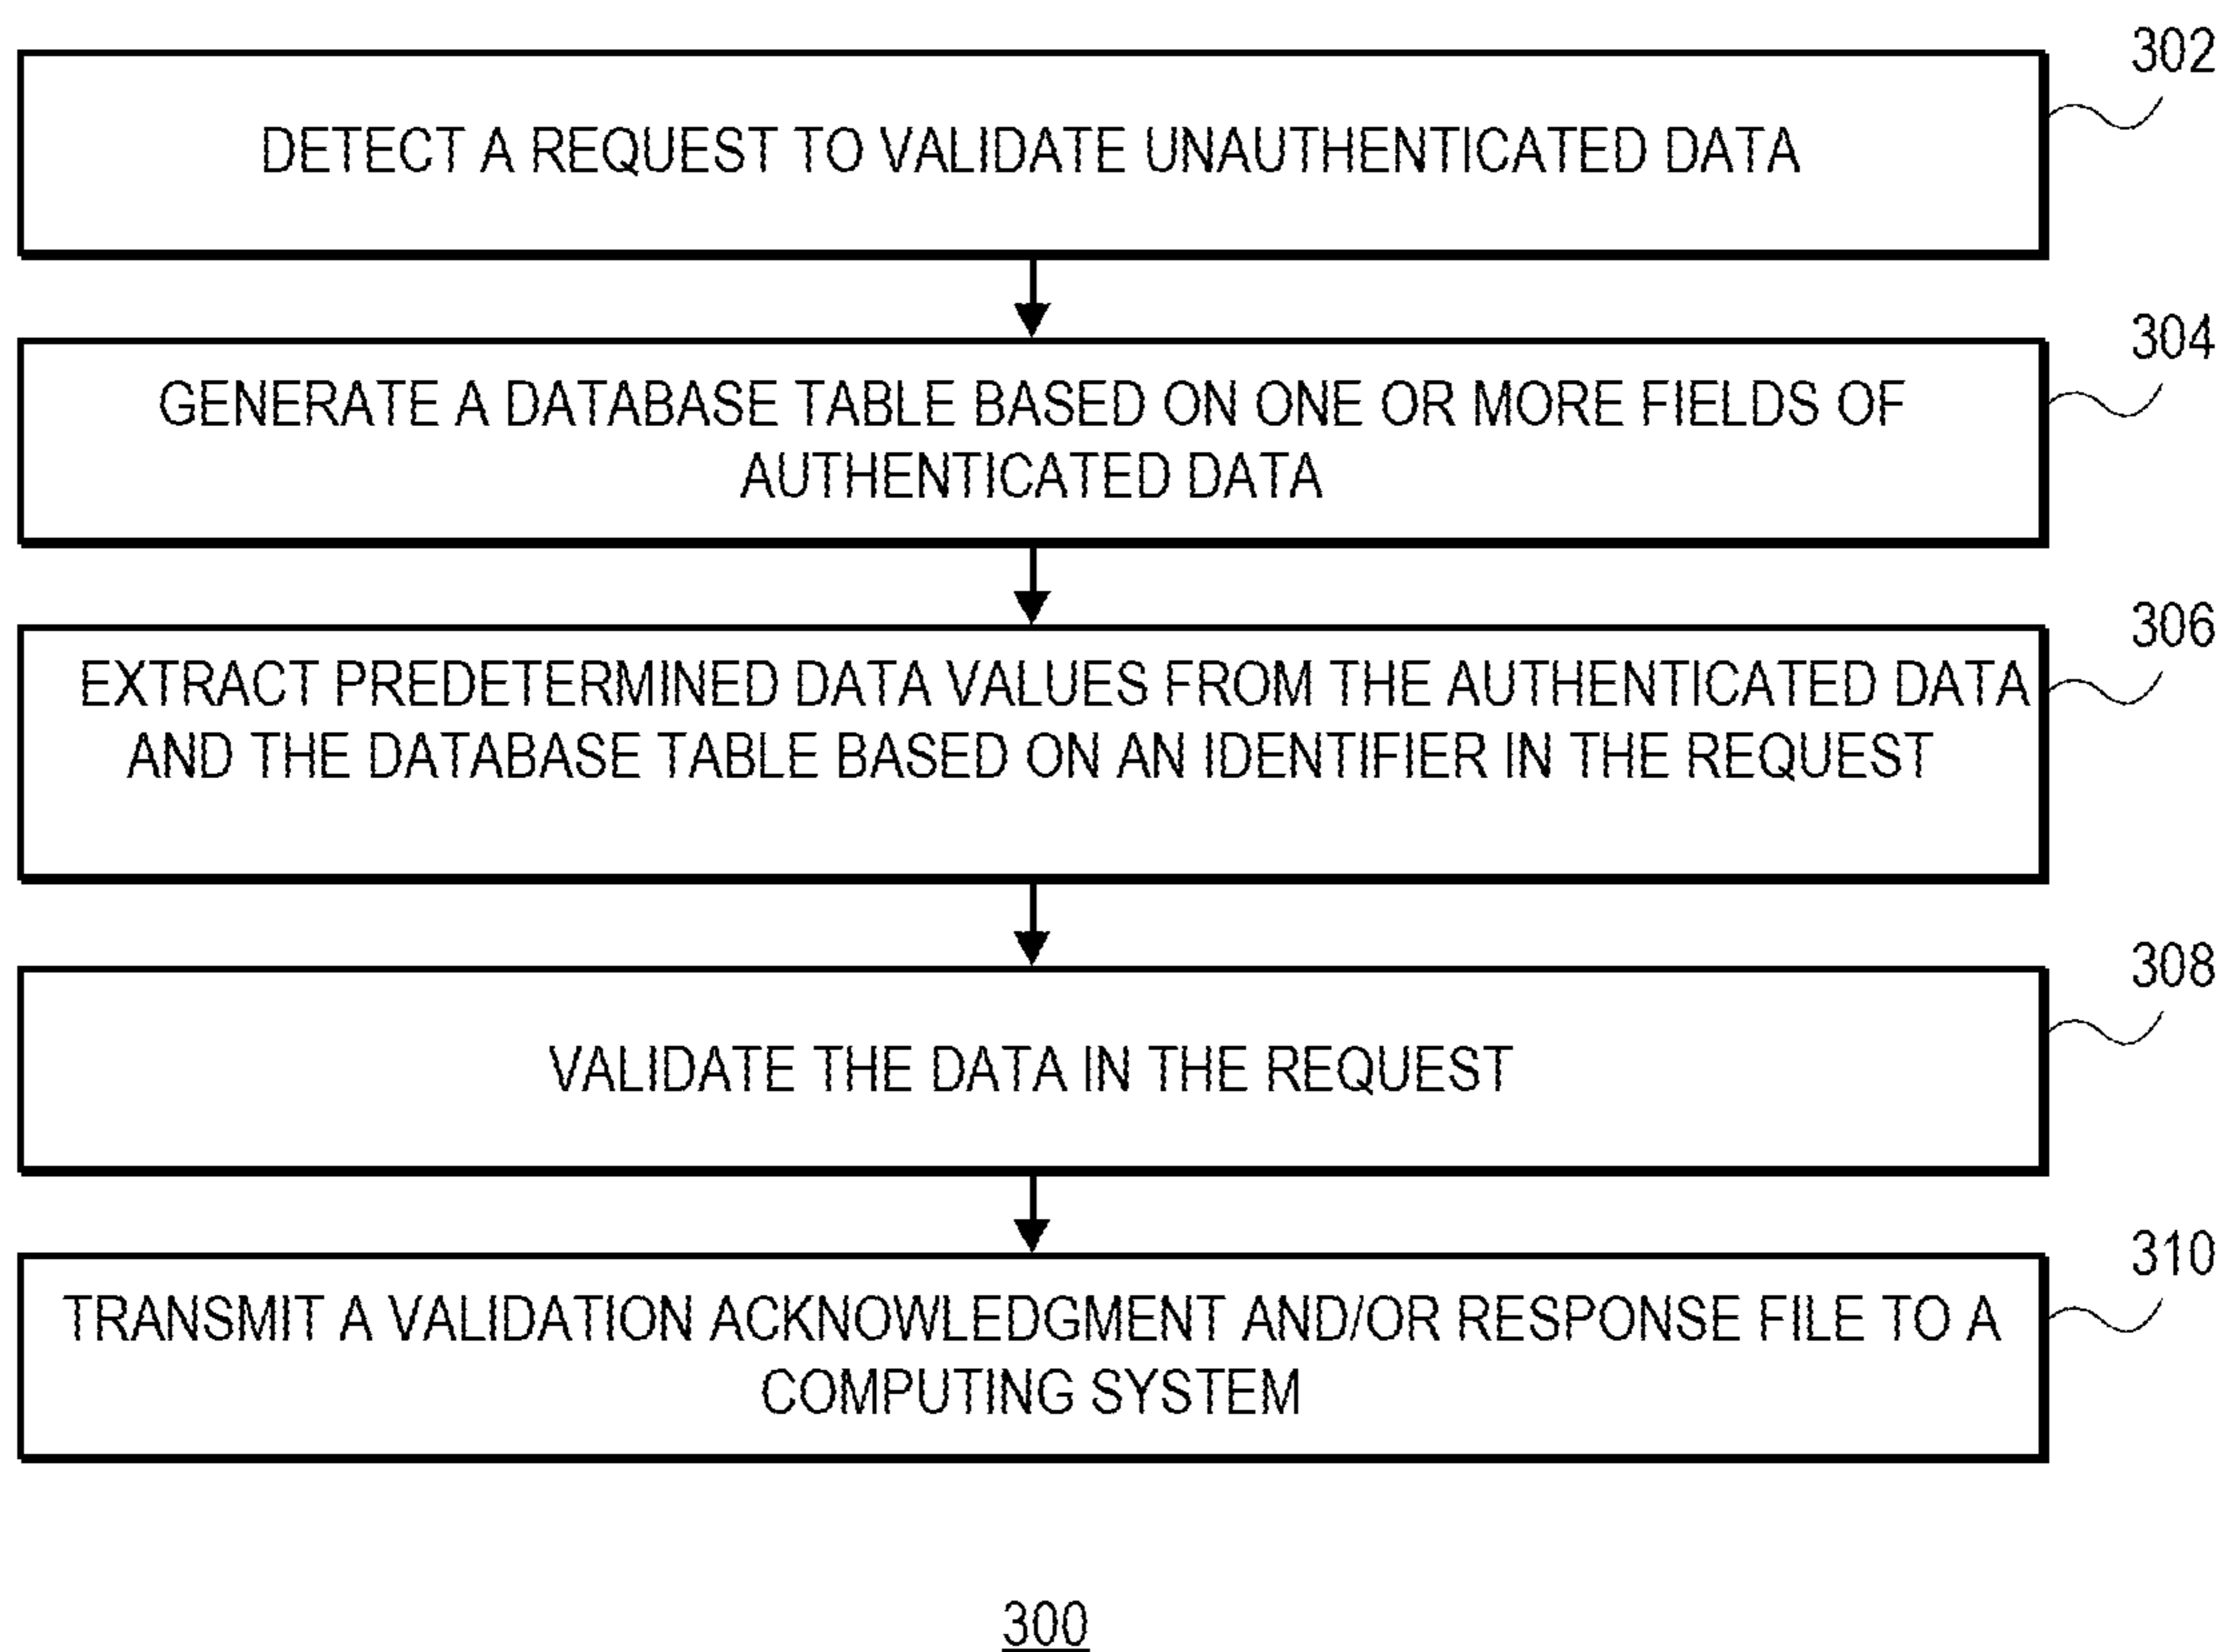 302
DETECT A REQUEST TO VALIDATE UNAUTHENTICATED DATA
304
GENERATE A DATABASE TABLE BASED ON ONE OR MORE FIELDS OF
AUTHENTICATED DATA
306
EXTRACT PREDETERMINED DATA VALUES FROM THE AUTHENTICATED DATA
AND THE DATABASE TABLE BASED ON AN IDENTIFIER IN THE REQUEST
308
VALIDATE THE DATA IN THE REQUEST
310
TRANSMIT A VALIDATION ACKNOWLEDGMENT AND/OR RESPONSE FILE TO A
COMPUTING SYSTEM
300